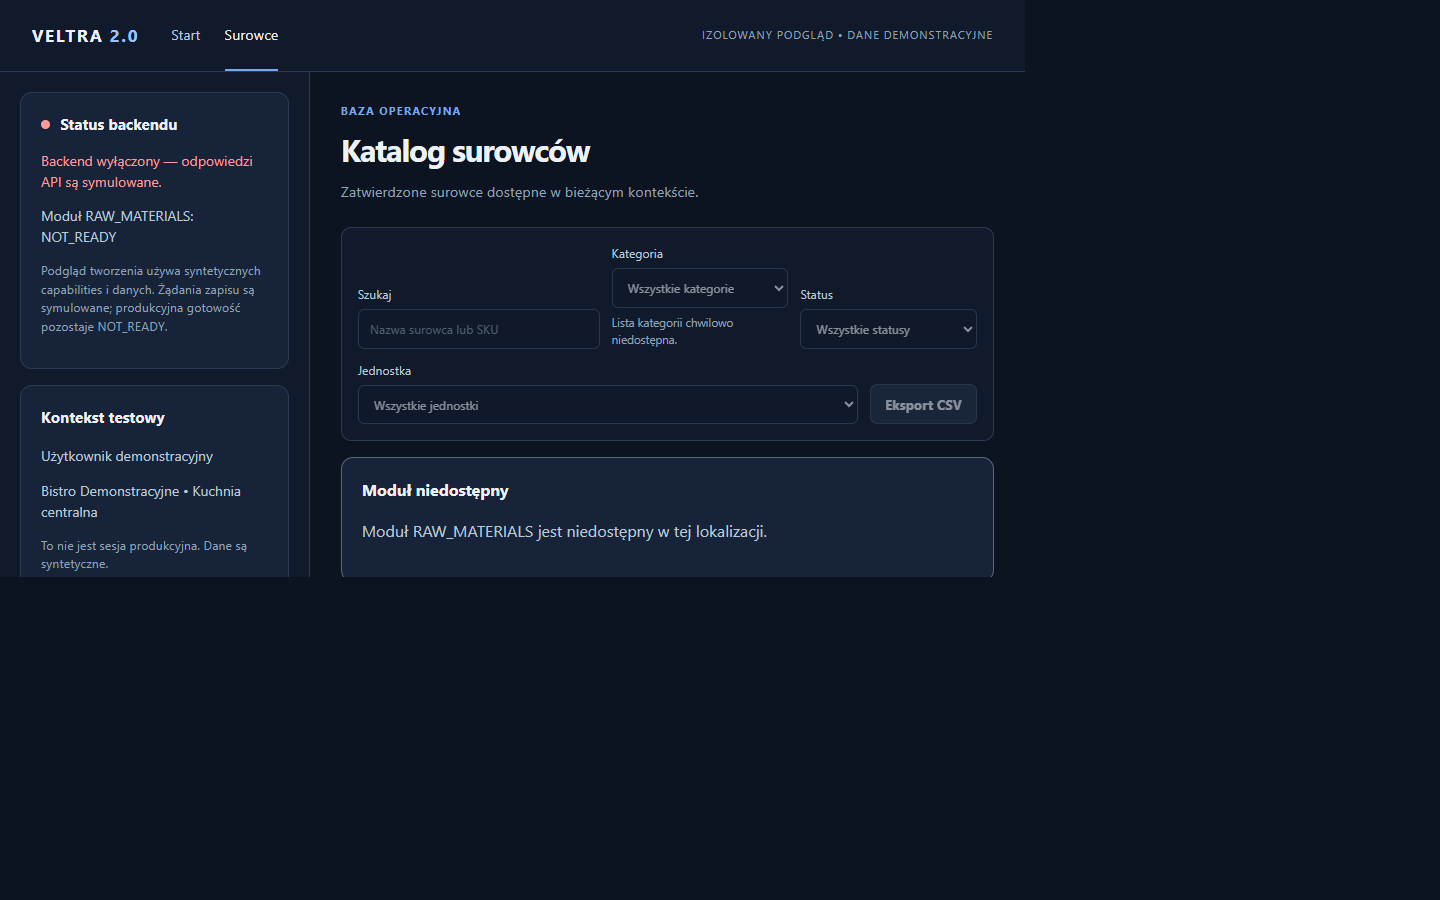 VELTRA 2.0
Start
Surowce
IZOLOWANY PODGLĄD • DANE DEMONSTRACYJNE
Status backendu
Backend wyłączony — odpowiedzi
API są symulowane.
Moduł RAW_MATERIALS:
NOT_READY
Podgląd tworzenia używa syntetycznych
capabilities i danych. Żądania zapisu są
symulowane; produkcyjna gotowość
pozostaje NOT_READY.
Kontekst testowy
Użytkownik demonstracyjny
Bistro Demonstracyjne • Kuchnia
centralna
To nie jest sesja produkcyjna. Dane są
syntetyczne.
BAZA OPERACYJNA
Katalog surowców
Zatwierdzone surowce dostępne w bieżącym kontekście.
Szukaj
Nazwa surowca lub SKU
Kategoria
Wszystkie kategorie
Lista kategorii chwilowo
niedostępna.
Status
Wszystkie statusy
Jednostka
Wszystkie jednostki
Eksport CSV
Moduł niedostępny
Moduł RAW_MATERIALS jest niedostępny w tej lokalizacji.